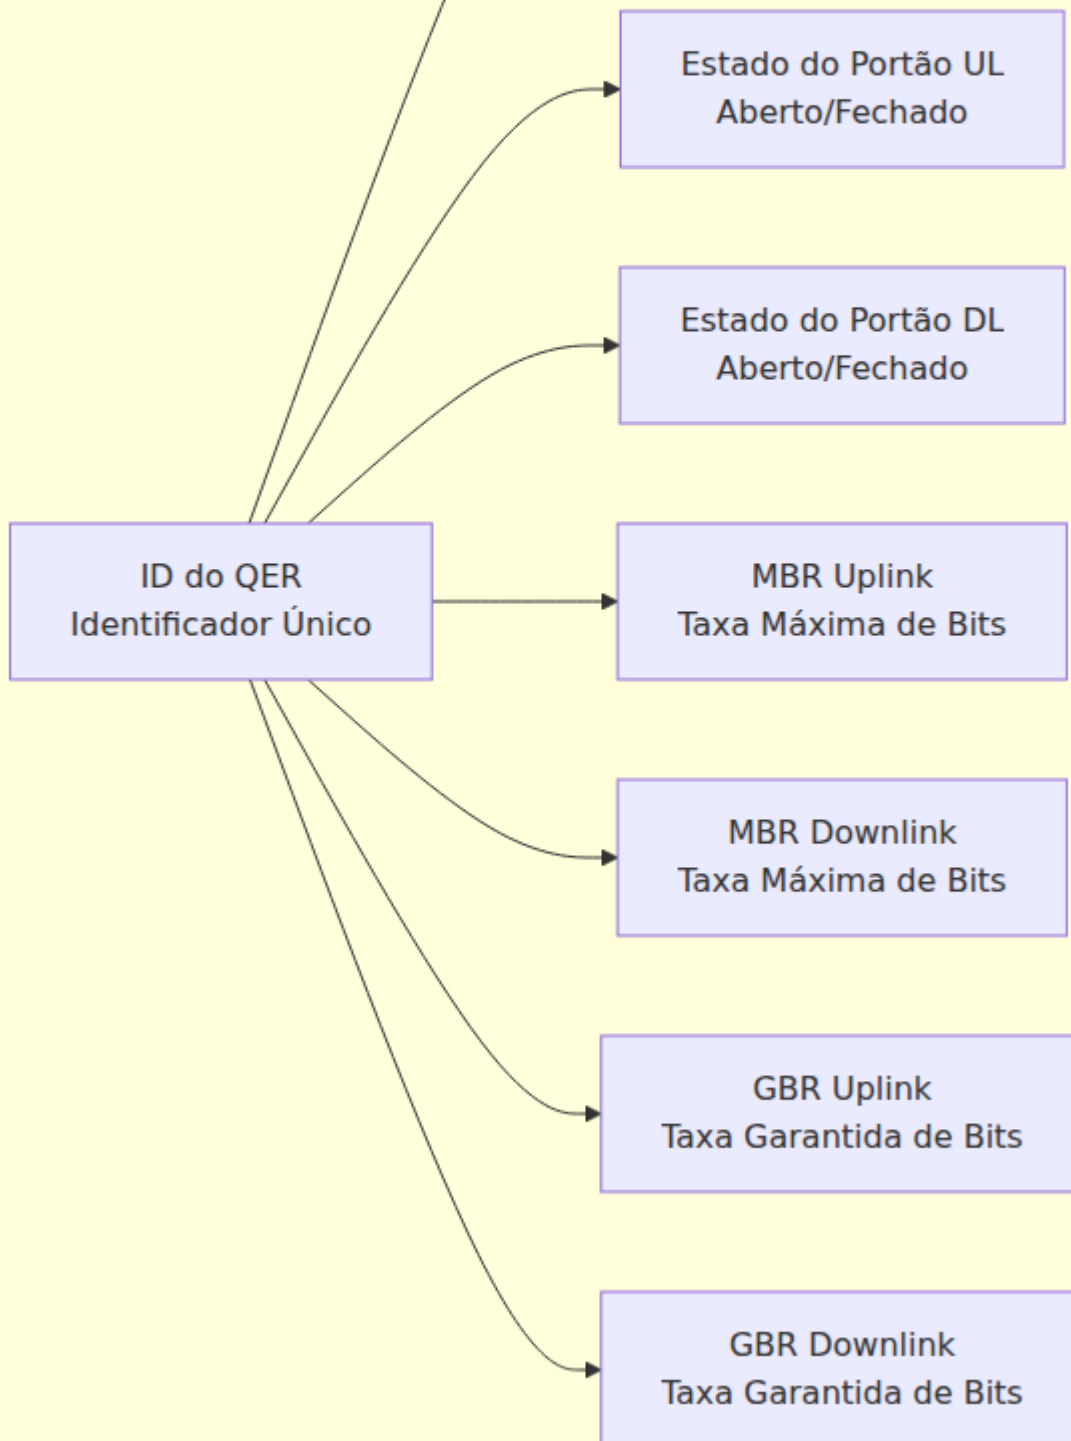 Estado do Portão UL
Aberto/Fechado
Estado do Portão DL
Aberto/Fechado
ID do QER
Identificador Único
MBR Uplink
Taxa Máxima de Bits
MBR Downlink
Taxa Máxima de Bits
GBR Uplink
Taxa Garantida de Bits
GBR Downlink
Taxa Garantida de Bits